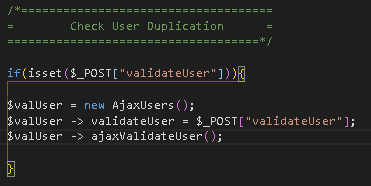 /*===================================
=        Check User Duplication        =
===================================*/
if(isset($_POST["validateUser"])){
$valUser = new AjaxUsers();
$valUser -> validateUser = $_POST["validateUser"];
$valUser -> ajaxValidateUser();
}